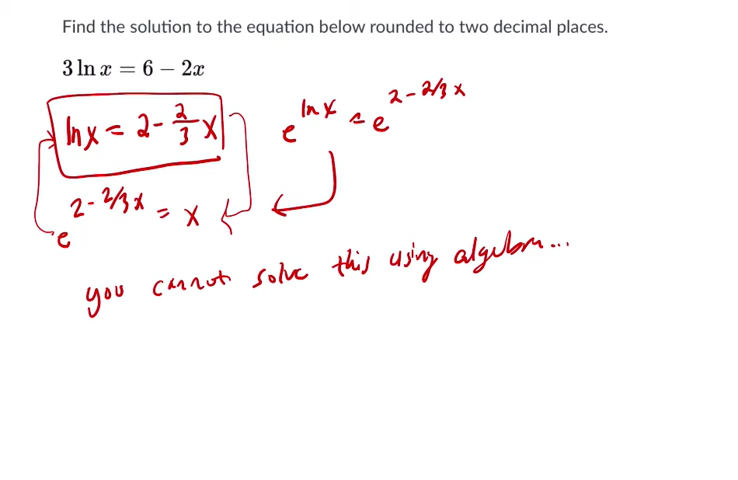 Find the solution to the equation below rounded to two decimal places.
3 ln x = 6 − 2x
ln x = 2 - 2/3 x
e^(ln x) = e^(2 - 2/3 x)
e^(2 - 2/3 x) = x
you cannot solve this using algebra...